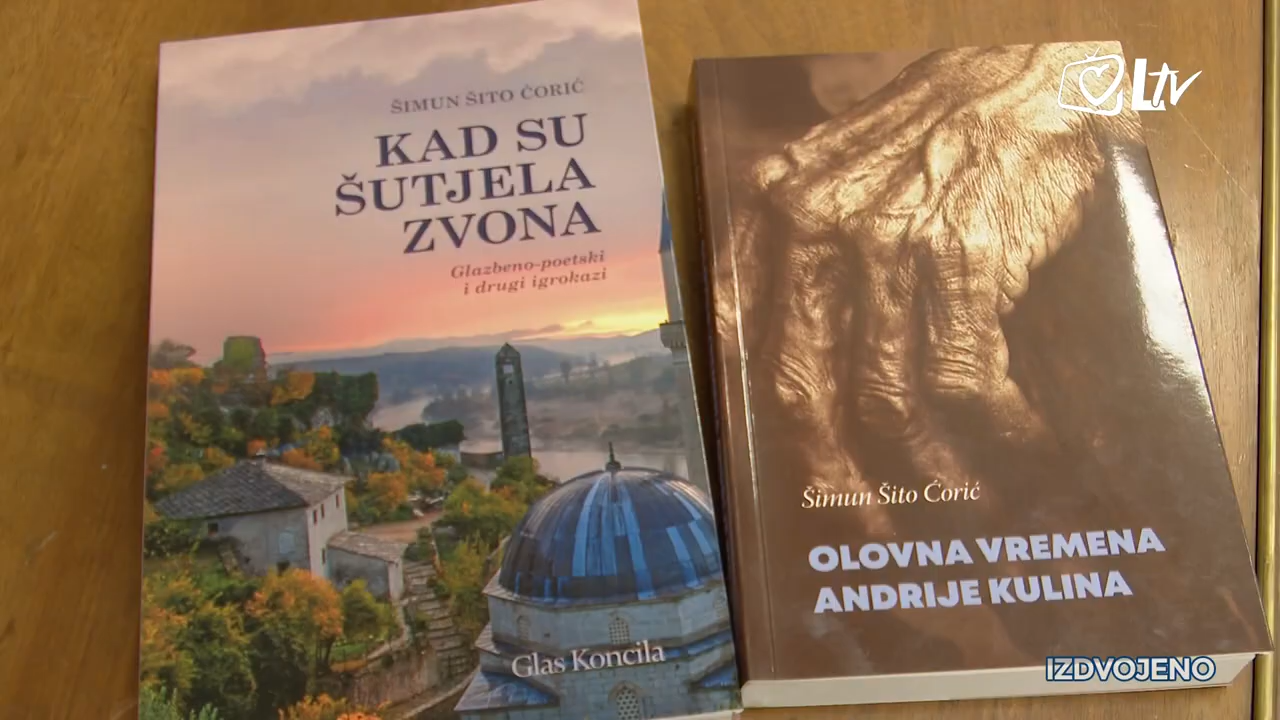 ŠIMUN ŠITO ĆORIĆ
KAD SU
ŠUTJELA
ZVONA
Glazbeno-poetski
i drugi igrokazi
Glas Koncila
Šimun Šito Ćorić
OLOVNA VREMENA
ANDRIJE KULINA
L!TV
IZDVOJENO